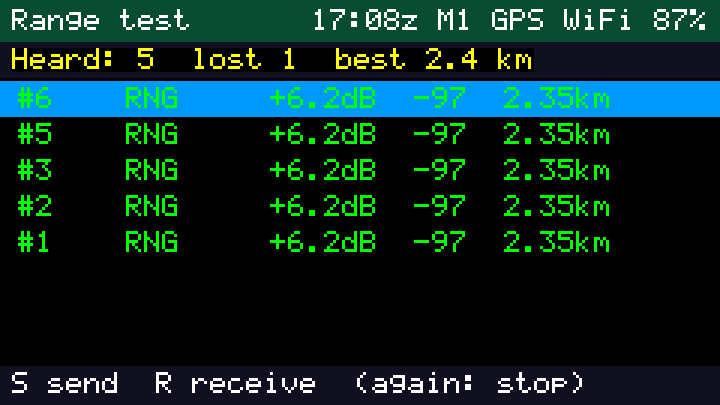 Range test 17:08z M1 GPS WiFi 87%
Heard: 5 lost 1 best 2.4 km
#6 RNG +6.2dB -97 2.35km
#5 RNG +6.2dB -97 2.35km
#3 RNG +6.2dB -97 2.35km
#2 RNG +6.2dB -97 2.35km
#1 RNG +6.2dB -97 2.35km
S send R receive (again: stop)